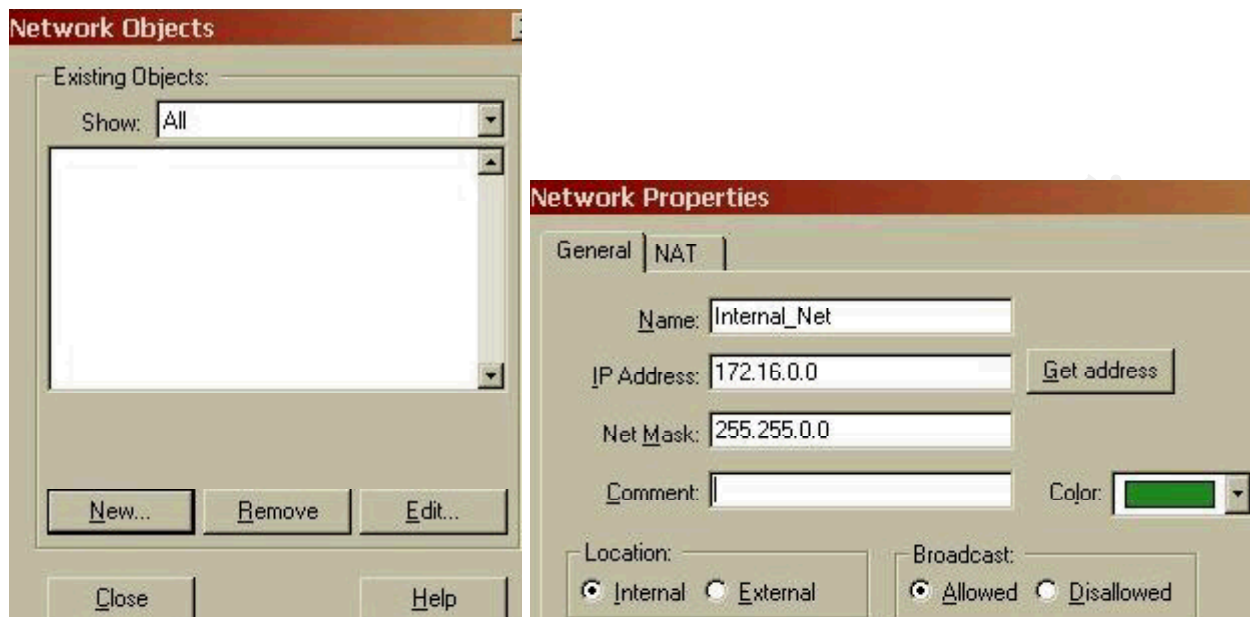 Network Objects
Existing Objects:
Show: All
New... Remove Edit...
Close Help
Network Properties
General NAT
Name: Internal_Net
IP Address: 172.16.0.0 Get address
Net Mask: 255.255.0.0
Comment: Color:
Location: Broadcast:
Internal External Allowed Disallowed